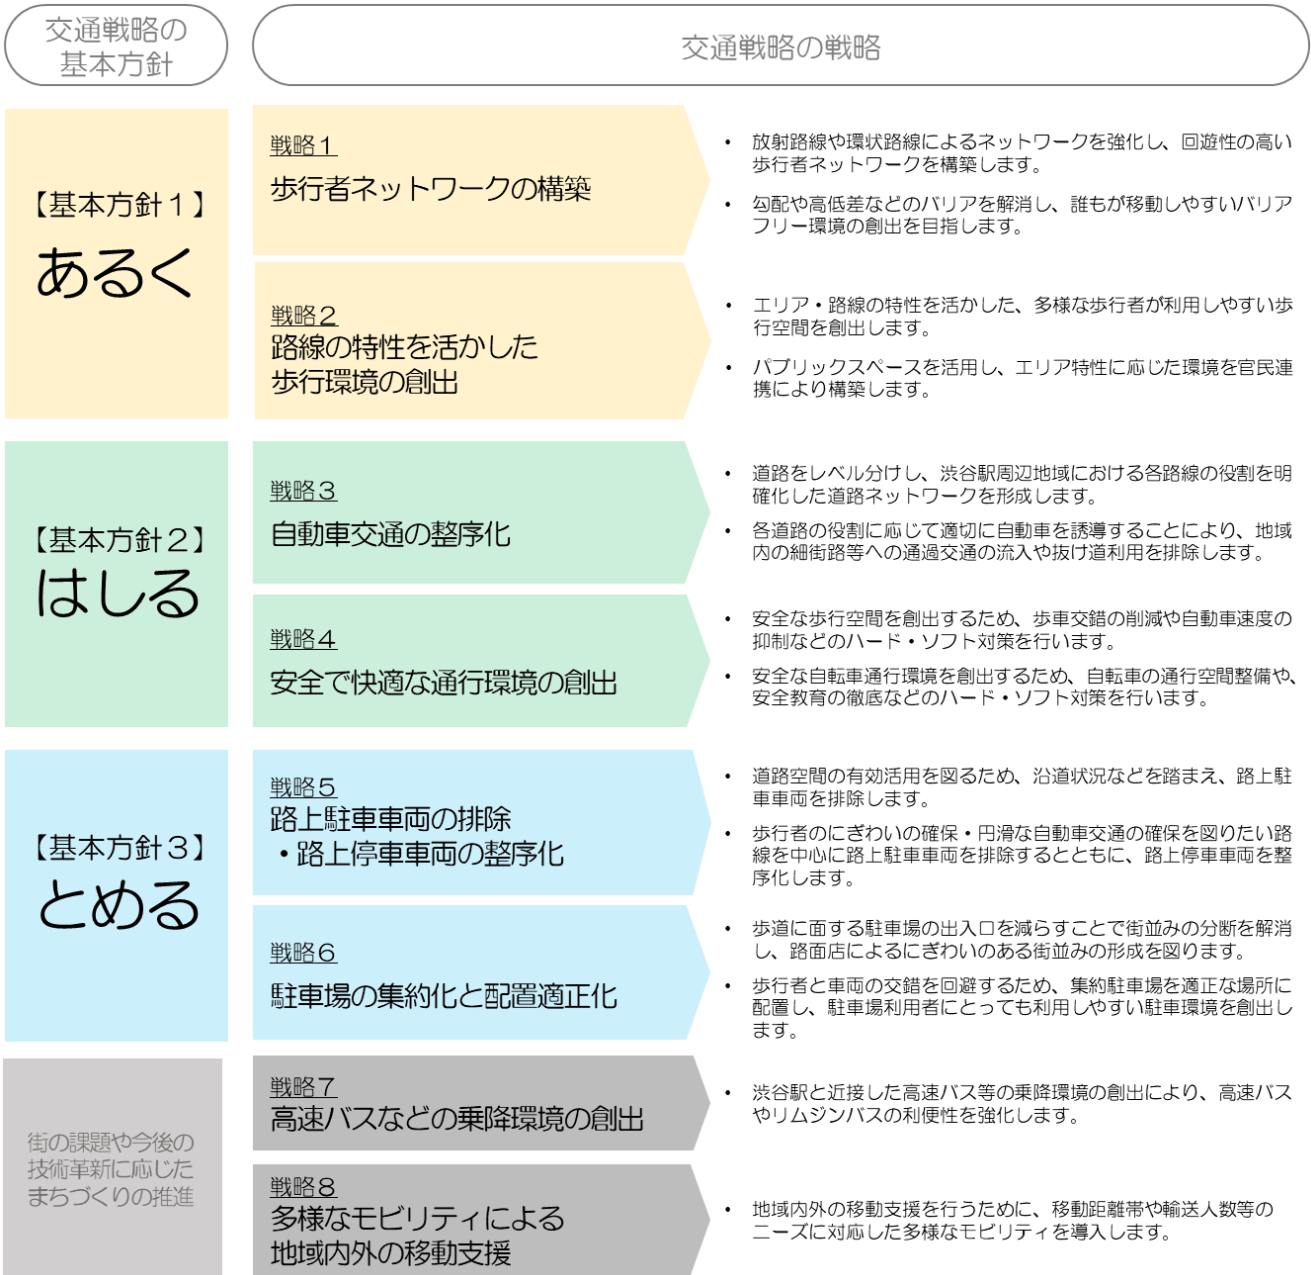 交通戦略の
基本方針
交通戦略の戦略
【基本方針１】
あるく
戦略１
歩行者ネットワークの構築
• 放射路線や環状路線によるネットワークを強化し、回遊性の高い
歩行者ネットワークを構築します。
• 勾配や高低差などのバリアを解消し、誰もが移動しやすいバリア
フリー環境の創出を目指します。
戦略２
路線の特性を活かした
歩行環境の創出
• エリア・路線の特性を活かした、多様な歩行者が利用しやすい歩
行空間を創出します。
• パブリックスペースを活用し、エリア特性に応じた環境を官民連
携により構築します。
【基本方針２】
はしる
戦略３
自動車交通の整序化
• 道路をレベル分けし、渋谷駅周辺地域における各路線の役割を明
確化した道路ネットワークを形成します。
• 各道路の役割に応じて適切に自動車を誘導することにより、地域
内の細街路等への通過交通の流入や抜け道利用を排除します。
戦略４
安全で快適な通行環境の創出
• 安全な歩行空間を創出するため、歩車交錯の削減や自動車速度の
抑制などのハード・ソフト対策を行います。
• 安全な自転車通行環境を創出するため、自転車の通行空間整備や、
安全教育の徹底などのハード・ソフト対策を行います。
【基本方針３】
とめる
戦略５
路上駐車車両の排除
・路上停車車両の整序化
• 道路空間の有効活用を図るため、沿道状況などを踏まえ、路上駐
車車両を排除します。
• 歩行者のにぎわいの確保・円滑な自動車交通の確保を図りたい路
線を中心に路上駐車車両を排除するとともに、路上停車車両を整
序化します。
戦略６
駐車場の集約化と配置適正化
• 歩道に面する駐車場の出入口を減らすことで街並みの分断を解消
し、路面店によるにぎわいのある街並みの形成を図ります。
• 歩行者と車両の交錯を回避するため、集約駐車場を適正な場所に
配置し、駐車場利用者にとっても利用しやすい駐車環境を創出し
ます。
街の課題や今後の
技術革新に応じた
まちづくりの推進
戦略７
高速バスなどの乗降環境の創出
• 渋谷駅と近接した高速バス等の乗降環境の創出により、高速バス
やリムジンバスの利便性を強化します。
戦略８
多様なモビリティによる
地域内外の移動支援
• 地域内外の移動支援を行うために、移動距離帯や輸送人数等の
ニーズに対応した多様なモビリティを導入します。